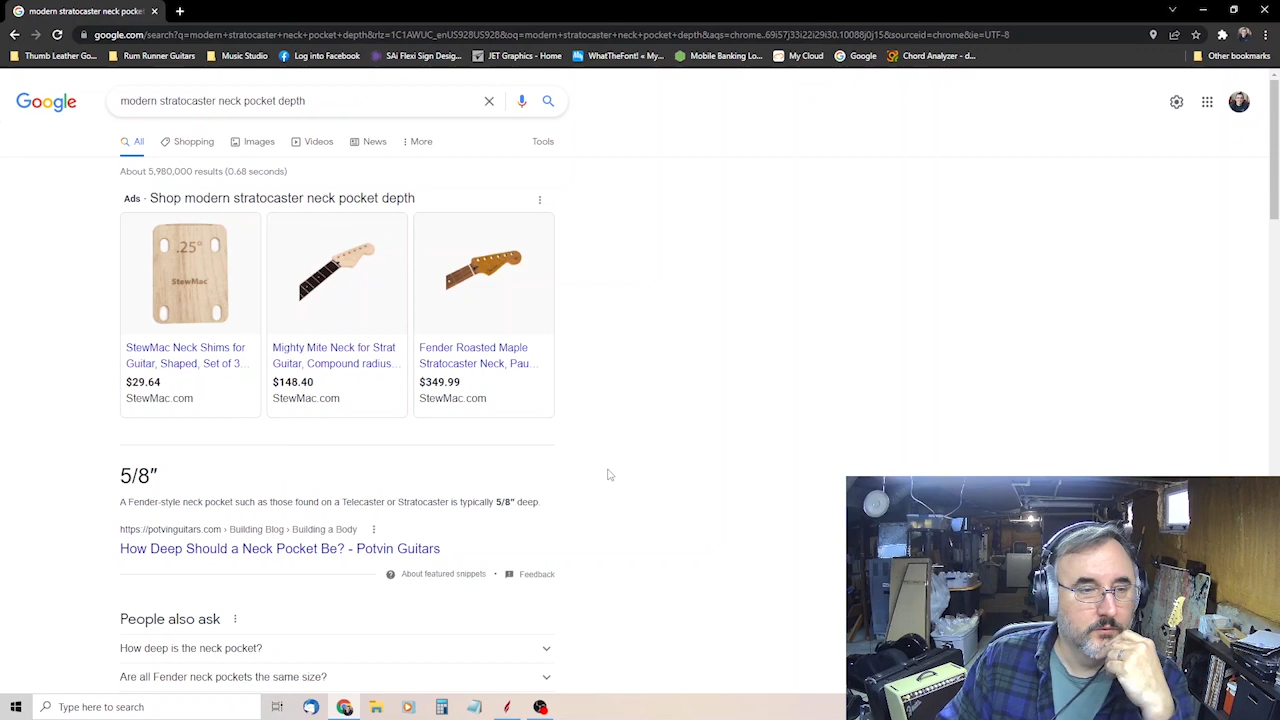 modern stratocaster neck pocket
google.com/search?q=modern+stratocaster+neck+pocket+depth&rlz=1C1AWUC_enUS928US928&oq=modern+stratocaster+neck+pocket+depth&aqs=chrome..69i57j33i22i29i30.10088j0j15&sourceid=chrome&ie=UTF-8
Thumb Leather Go...
Rum Runner Guitars
Music Studio
Log into Facebook
SAi Flexi Sign Desig...
JET Graphics - Home
WhatTheFont! « My...
Mobile Banking Lo...
My Cloud
Google
Chord Analyzer - d...
Other bookmarks
Google
modern stratocaster neck pocket depth
All
Shopping
Images
Videos
News
More
Tools
About 5,980,000 results (0.68 seconds)
Ads · Shop modern stratocaster neck pocket depth
.25°
StewMac
StewMac Neck Shims for
Guitar, Shaped, Set of 3...
$29.64
StewMac.com
Mighty Mite Neck for Strat
Guitar, Compound radius...
$148.40
StewMac.com
Fender Roasted Maple
Stratocaster Neck, Pau...
$349.99
StewMac.com
5/8″
A Fender-style neck pocket such as those found on a Telecaster or Stratocaster is typically 5/8″ deep.
https://potvinguitars.com › Building Blog › Building a Body
How Deep Should a Neck Pocket Be? - Potvin Guitars
About featured snippets
•
Feedback
People also ask
How deep is the neck pocket?
Are all Fender neck pockets the same size?
Type here to search